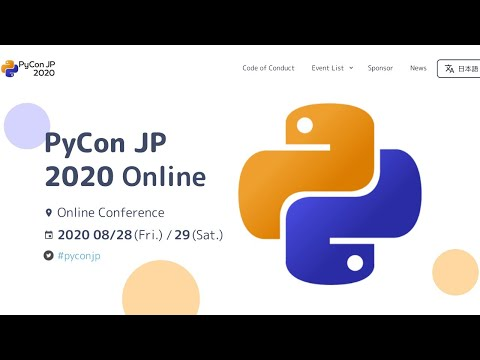 PyCon JP
2020
Code of Conduct
Event List
Sponsor
News
日本語
PyCon JP
2020 Online
Online Conference
2020 08/28 (Fri.) / 29 (Sat.)
#pyconjp